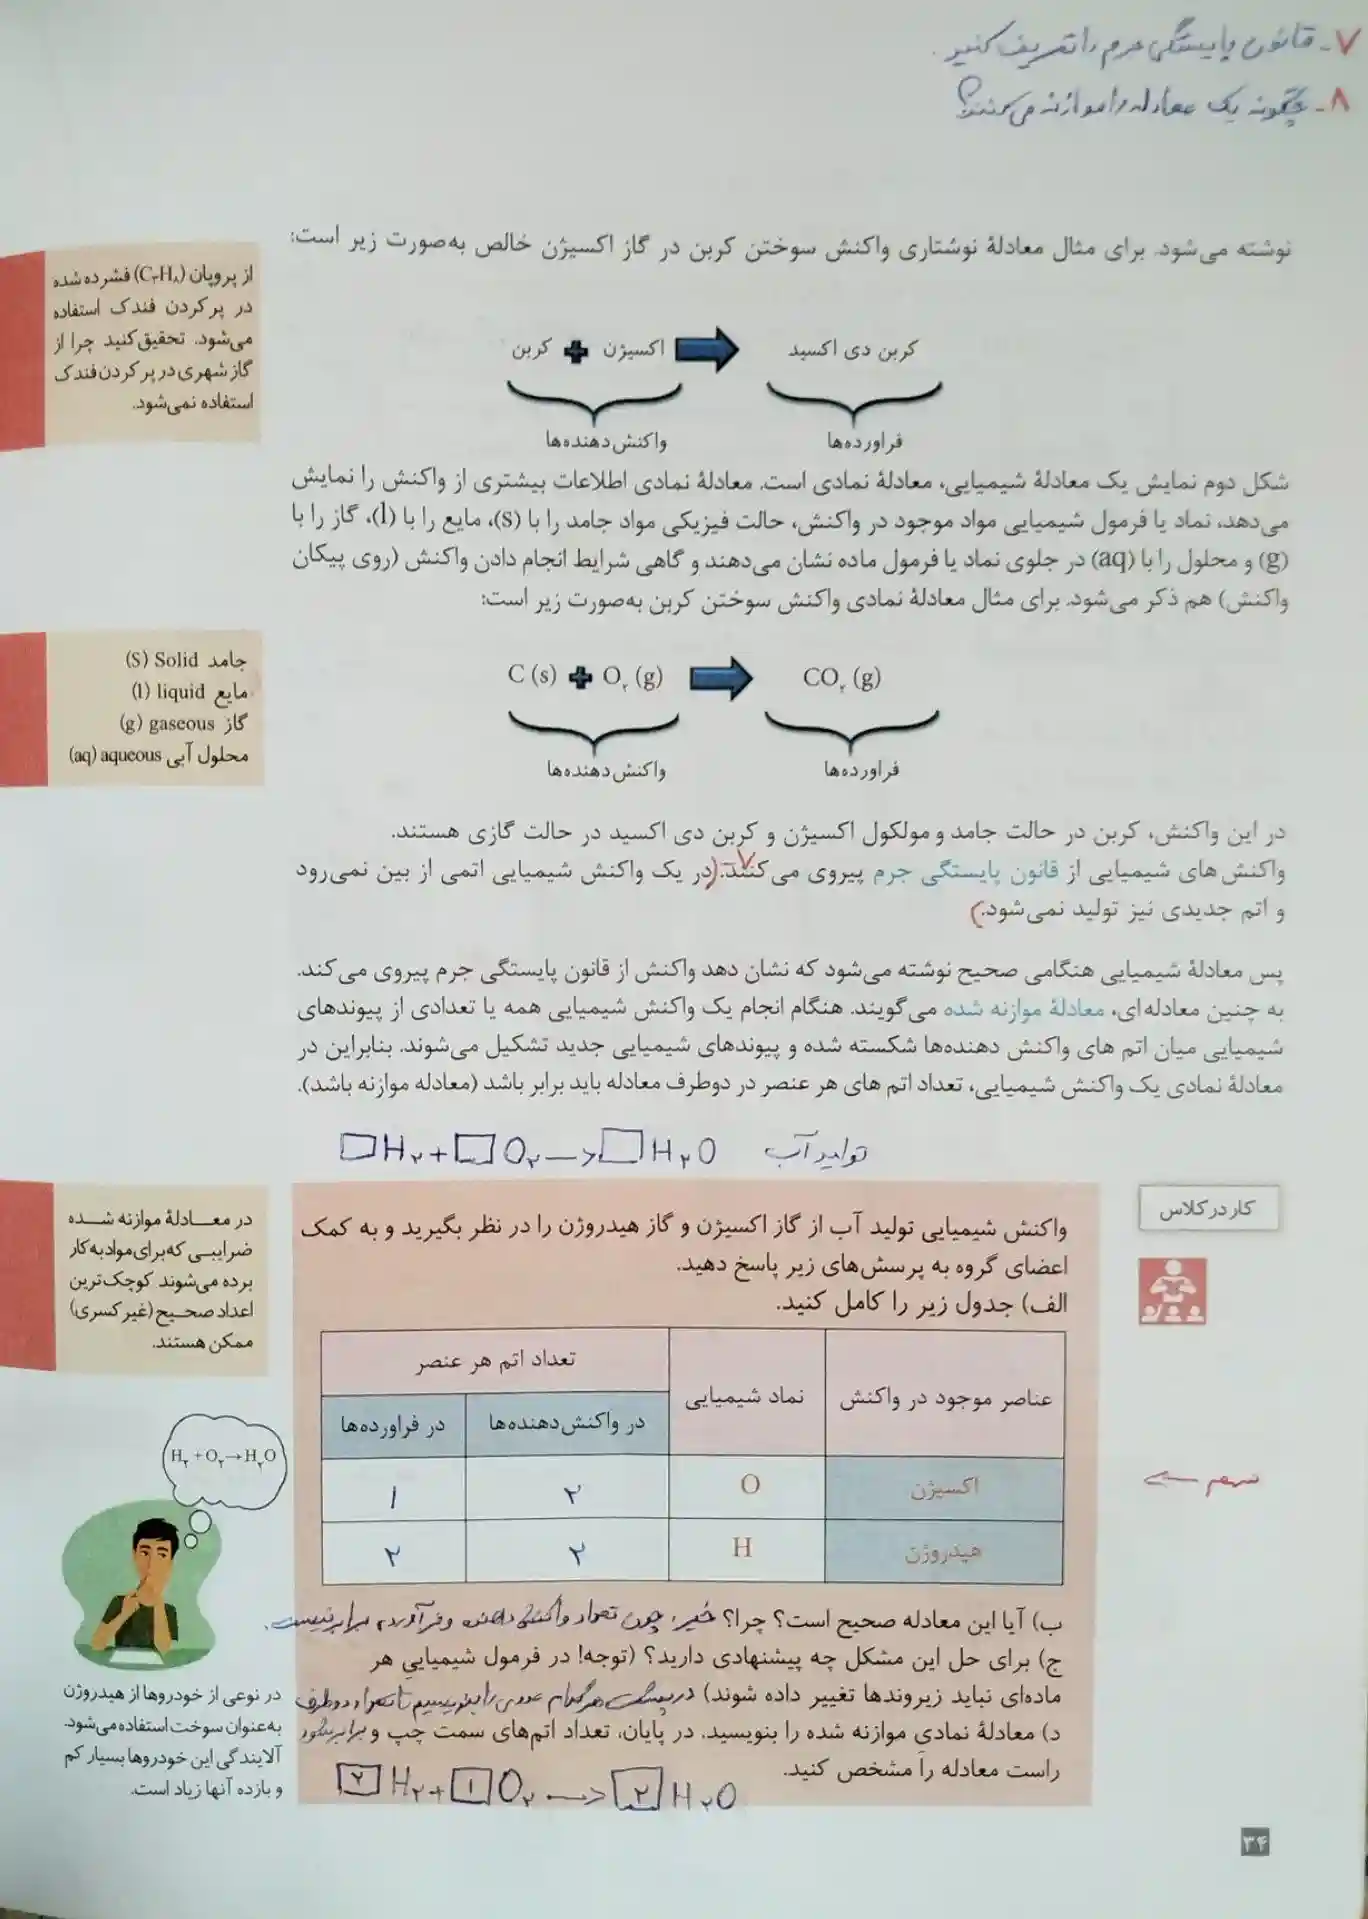 ۷- قانون پایستگی جرم را تعریف کنید.
۸- چگونه یک معادله را موازنه می‌کنند؟
نوشته می‌شود. برای مثال معادلهٔ نوشتاری واکنش سوختن کربن در گاز اکسیژن خالص به‌صورت زیر است:
از پروپان (C۳H۸) فشرده شده
در پر کردن فندک استفاده
می‌شود. تحقیق کنید چرا از
گاز شهری در پر کردن فندک
استفاده نمی‌شود.
کربن + اکسیژن
کربن دی اکسید
واکنش‌دهنده‌ها
فراورده‌ها
شکل دوم نمایش یک معادلهٔ شیمیایی، معادلهٔ نمادی است. معادلهٔ نمادی اطلاعات بیشتری از واکنش را نمایش
می‌دهد، نماد یا فرمول شیمیایی مواد موجود در واکنش، حالت فیزیکی مواد جامد را با (s)، مایع را با (l)، گاز را با
(g) و محلول را با (aq) در جلوی نماد یا فرمول ماده نشان می‌دهند و گاهی شرایط انجام دادن واکنش (روی پیکان
واکنش) هم ذکر می‌شود. برای مثال معادلهٔ نمادی واکنش سوختن کربن به‌صورت زیر است:
جامد Solid (S)
مایع liquid (l)
گاز gaseous (g)
محلول آبی aqueous (aq)
C (s) + O۲ (g)
CO۲ (g)
واکنش‌دهنده‌ها
فراورده‌ها
در این واکنش، کربن در حالت جامد و مولکول اکسیژن و کربن دی اکسید در حالت گازی هستند.
واکنش‌های شیمیایی از قانون پایستگی جرم پیروی می‌کنند. ۷- (در یک واکنش شیمیایی اتمی از بین نمی‌رود
و اتم جدیدی نیز تولید نمی‌شود.)
پس معادلهٔ شیمیایی هنگامی صحیح نوشته می‌شود که نشان دهد واکنش از قانون پایستگی جرم پیروی می‌کند.
به چنین معادله‌ای، معادلهٔ موازنه شده می‌گویند. هنگام انجام یک واکنش شیمیایی همه یا تعدادی از پیوندهای
شیمیایی میان اتم های واکنش دهنده‌ها شکسته شده و پیوندهای شیمیایی جدید تشکیل می‌شوند. بنابراین در
معادلهٔ نمادی یک واکنش شیمیایی، تعداد اتم های هر عنصر در دوطرف معادله باید برابر باشد (معادله موازنه باشد).
تولید آب □H۲ + □O۲ → □H۲O
کار در کلاس
واکنش شیمیایی تولید آب از گاز اکسیژن و گاز هیدروژن را در نظر بگیرید و به کمک
اعضای گروه به پرسش‌های زیر پاسخ دهید.
الف) جدول زیر را کامل کنید.
در معـــادلهٔ موازنه شـــده
ضرایبـی که برای مواد به کار
برده می‌شوند کوچک‌ترین
اعداد صحـیح (غیر کسری)
ممکن هستند.
عناصر موجود در واکنش
نماد شیمیایی
تعداد اتم هر عنصر
در واکنش‌دهنده‌ها
در فراورده‌ها
اکسیژن O ۲ ۱
هیدروژن H ۲ ۲
مهم ←
H۲ + O۲ → H۲O
ب) آیا این معادله صحیح است؟ چرا؟ خیر، چون تعداد واکنش دهنده و فرآورده برابر نیست.
ج) برای حل این مشکل چه پیشنهادی دارید؟ (توجه! در فرمول شیمیایی هر
ماده‌ای نباید زیروندها تغییر داده شوند) در پشت هرکدام عددی را بنویسیم تا تعداد دو طرف
برابر شود
د) معادلهٔ نمادی موازنه شده را بنویسید. در پایان، تعداد اتم‌های سمت چپ و
راست معادله را مشخص کنید.
۲ H۲ + ۱ O۲ → ۲ H۲O
در نوعی از خودروها از هیدروژن
به‌عنوان سوخت استفاده می‌شود.
آلایندگی این خودروها بسیار کم
و بازده آنها زیاد است.
۳۴